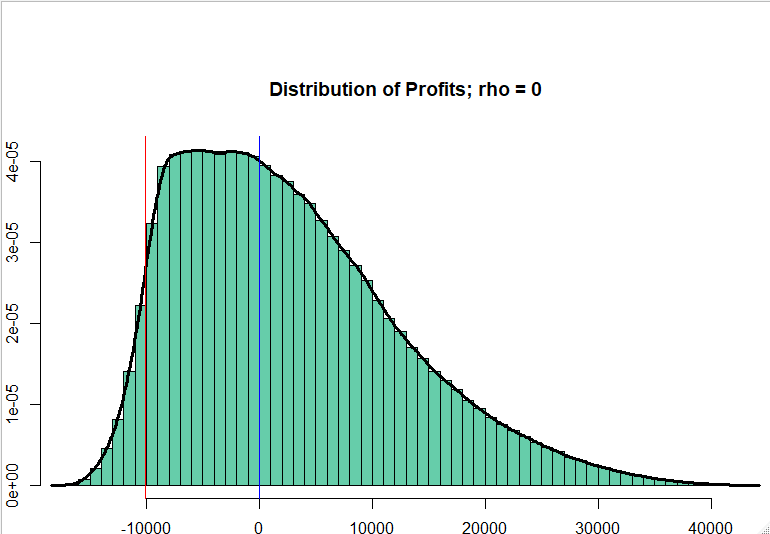 Distribution of Profits; rho = 0
4e-05
3e-05
2e-05
1e-05
0e+00
-10000 0 10000 20000 30000 40000